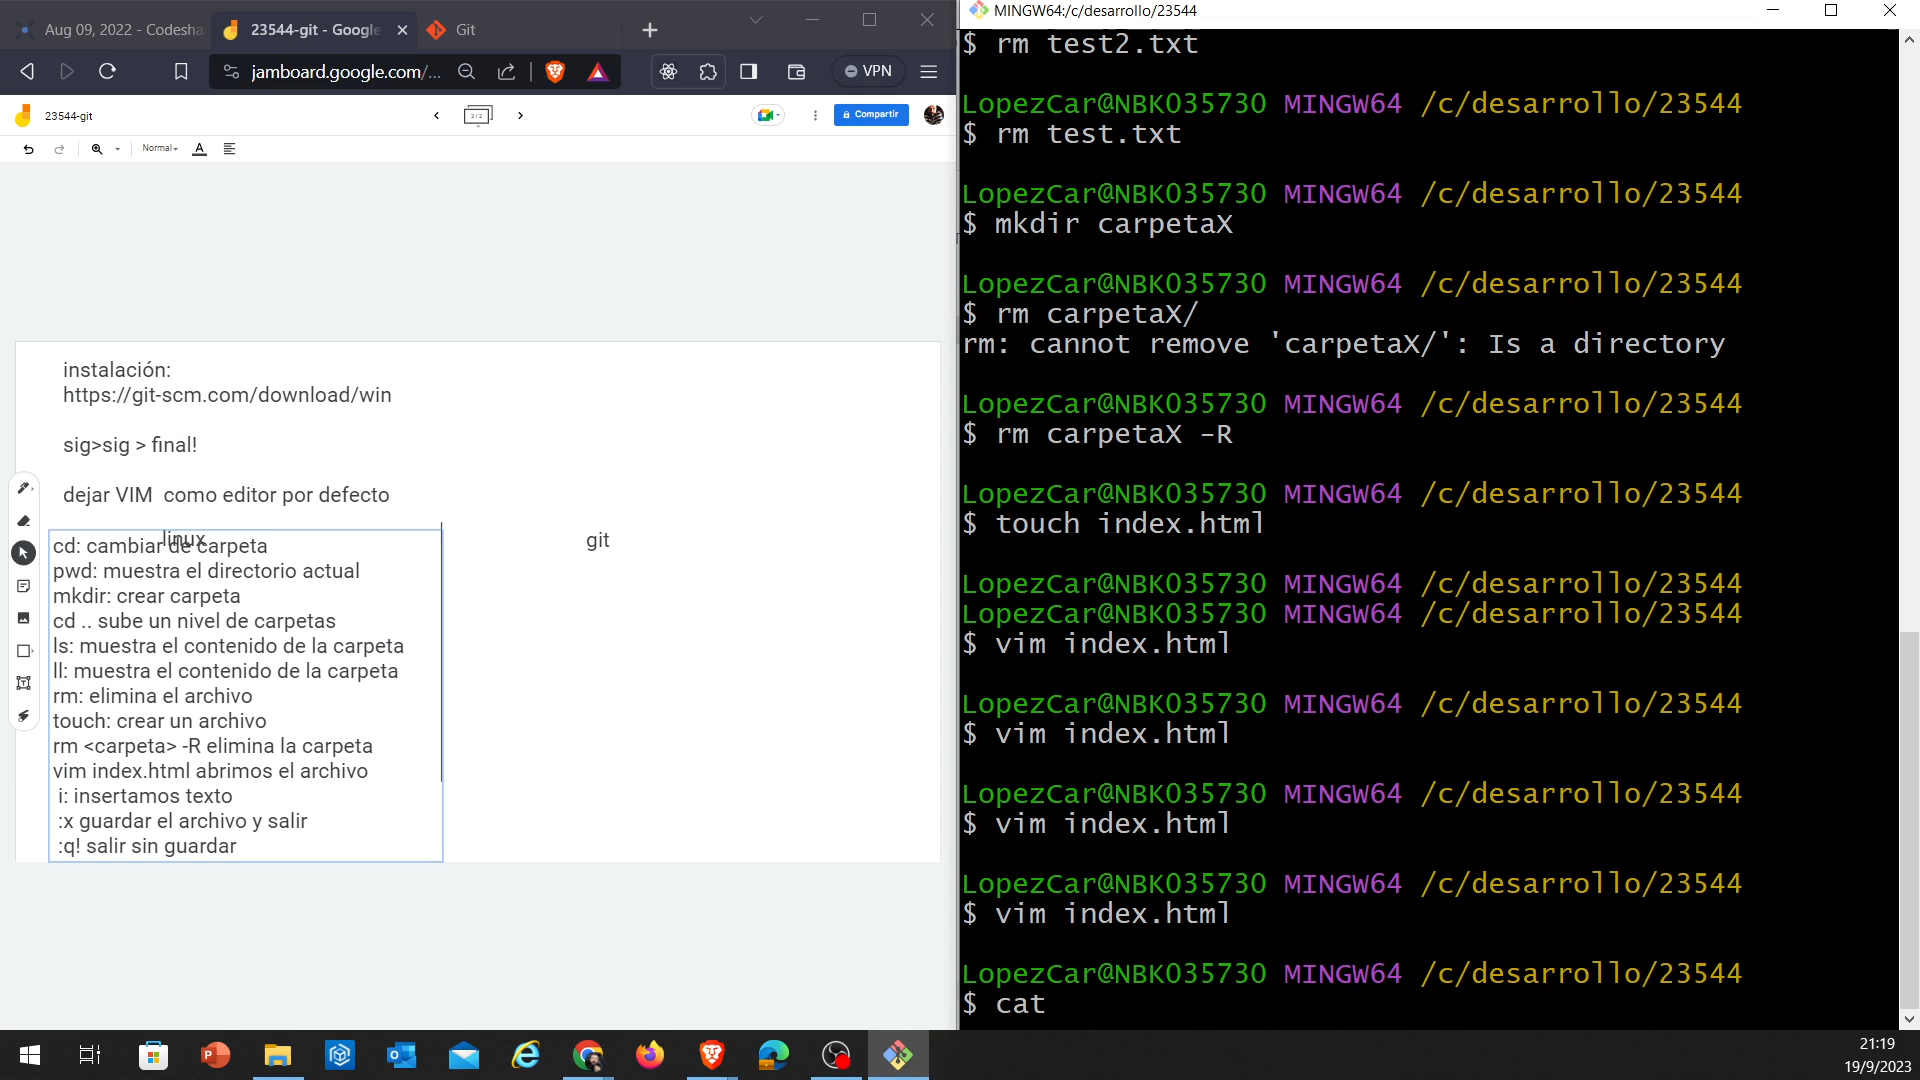 Aug 09, 2022 - Codesha
23544-git - Google
Git
jamboard.google.com/...
VPN
23544-git
2/2
Compartir
Normal
A
instalación:
https://git-scm.com/download/win
sig>sig > final!
dejar VIM  como editor por defecto
linux
git
cd: cambiar de carpeta
pwd: muestra el directorio actual
mkdir: crear carpeta
cd .. sube un nivel de carpetas
ls: muestra el contenido de la carpeta
ll: muestra el contenido de la carpeta
rm: elimina el archivo
touch: crear un archivo
rm <carpeta> -R elimina la carpeta
vim index.html abrimos el archivo
i: insertamos texto
:x guardar el archivo y salir
:q! salir sin guardar
MINGW64:/c/desarrollo/23544
$ rm test2.txt
LopezCar@NBK035730 MINGW64 /c/desarrollo/23544
$ rm test.txt
LopezCar@NBK035730 MINGW64 /c/desarrollo/23544
$ mkdir carpetaX
LopezCar@NBK035730 MINGW64 /c/desarrollo/23544
$ rm carpetaX/
rm: cannot remove 'carpetaX/': Is a directory
LopezCar@NBK035730 MINGW64 /c/desarrollo/23544
$ rm carpetaX -R
LopezCar@NBK035730 MINGW64 /c/desarrollo/23544
$ touch index.html
LopezCar@NBK035730 MINGW64 /c/desarrollo/23544
LopezCar@NBK035730 MINGW64 /c/desarrollo/23544
$ vim index.html
LopezCar@NBK035730 MINGW64 /c/desarrollo/23544
$ vim index.html
LopezCar@NBK035730 MINGW64 /c/desarrollo/23544
$ vim index.html
LopezCar@NBK035730 MINGW64 /c/desarrollo/23544
$ vim index.html
LopezCar@NBK035730 MINGW64 /c/desarrollo/23544
$ cat
21:19
19/9/2023